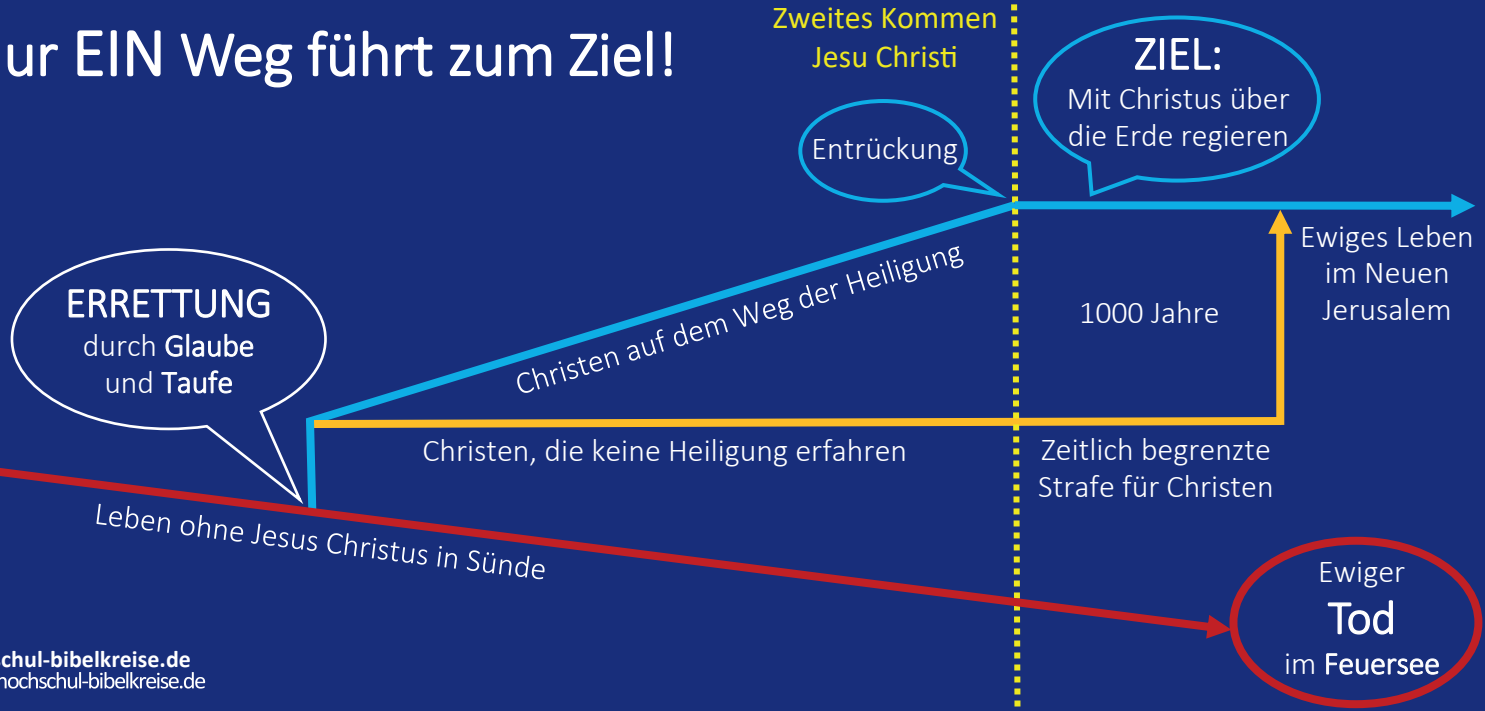 ur EIN Weg führt zum Ziel!
Zweites Kommen
Jesu Christi
ZIEL:
Mit Christus über
die Erde regieren
Entrückung
Ewiges Leben
im Neuen
Jerusalem
ERRETTUNG
durch Glaube
und Taufe
Christen auf dem Weg der Heiligung
1000 Jahre
Christen, die keine Heiligung erfahren
Zeitlich begrenzte
Strafe für Christen
Leben ohne Jesus Christus in Sünde
Ewiger
Tod
im Feuersee
chul-bibelkreise.de
hochschul-bibelkreise.de